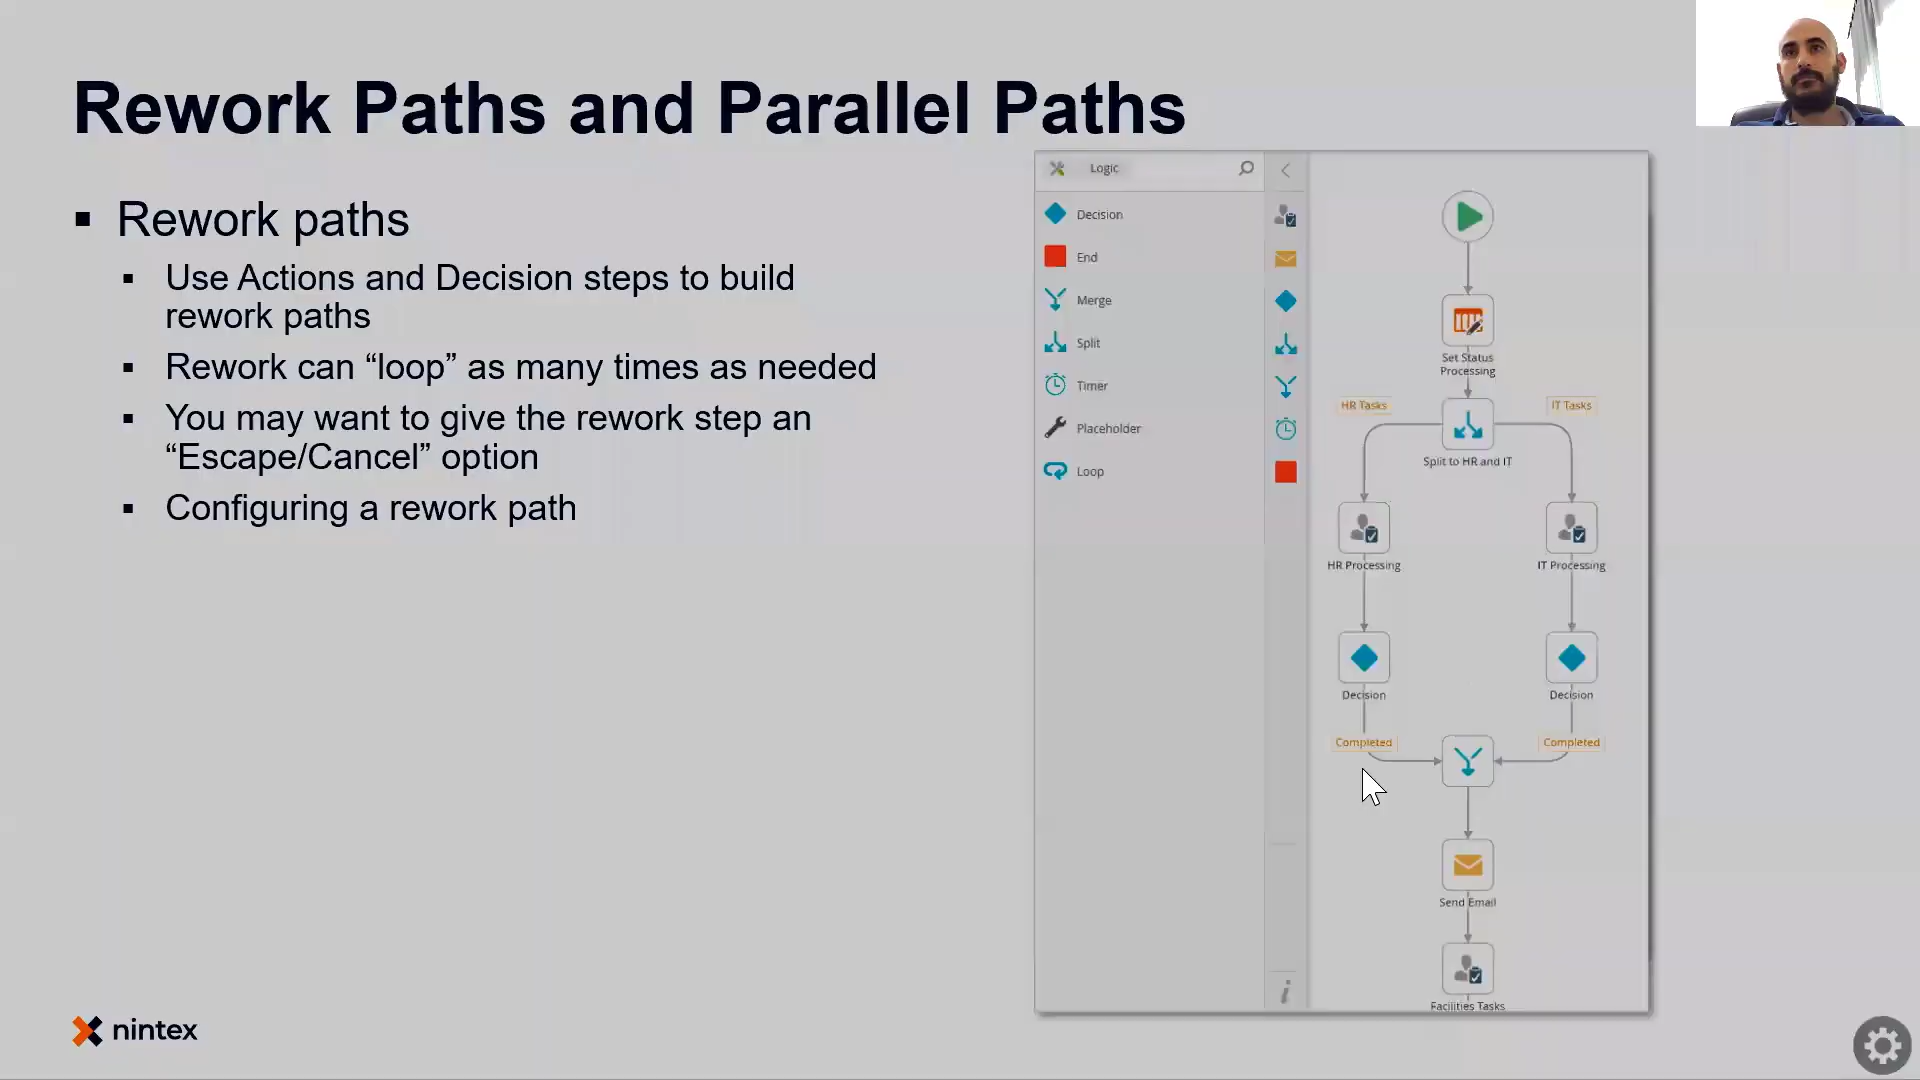 Rework Paths and Parallel Paths
Rework paths
Use Actions and Decision steps to build
rework paths
Rework can “loop” as many times as needed
You may want to give the rework step an
“Escape/Cancel” option
Configuring a rework path
Logic
Decision
End
Merge
Split
Timer
Placeholder
Loop
Set Status
Processing
HR Tasks
IT Tasks
Split to HR and IT
HR Processing
IT Processing
Decision
Decision
Completed
Completed
Send Email
Facilities Tasks
nintex